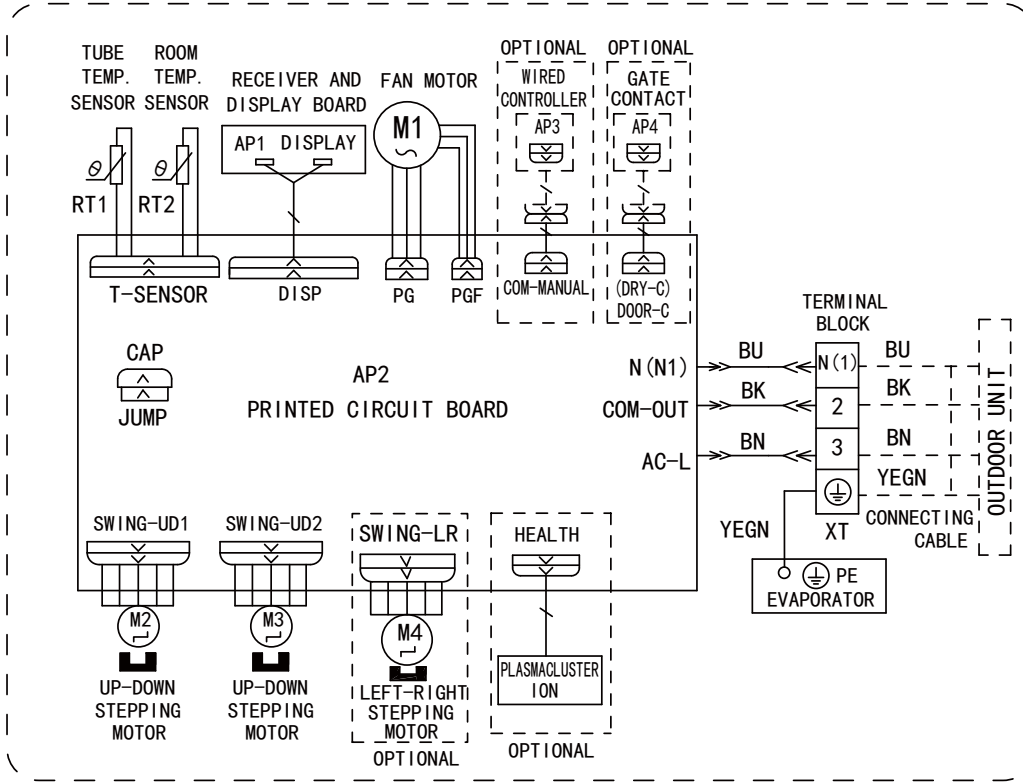 TUBE TEMP. SENSOR
ROOM TEMP. SENSOR
RECEIVER AND
DISPLAY BOARD
FAN MOTOR
OPTIONAL
WIRED
CONTROLLER
OPTIONAL
GATE
CONTACT
θ
RT1
θ
RT2
AP1 DISPLAY
M1
AP3
AP4
T-SENSOR
DISP
PG
PGF
COM-MANUAL
(DRY-C)
DOOR-C
CAP
JUMP
AP2
PRINTED CIRCUIT BOARD
N(N1)
COM-OUT
AC-L
BU
BK
BN
TERMINAL
BLOCK
N(1)
2
3
XT
BU
BK
BN
YEGN
CONNECTING
CABLE
OUTDOOR UNIT
YEGN
PE
EVAPORATOR
SWING-UD1
M2
UP-DOWN
STEPPING
MOTOR
SWING-UD2
M3
UP-DOWN
STEPPING
MOTOR
SWING-LR
M4
LEFT-RIGHT
STEPPING
MOTOR
OPTIONAL
HEALTH
PLASMACLUSTER
ION
OPTIONAL